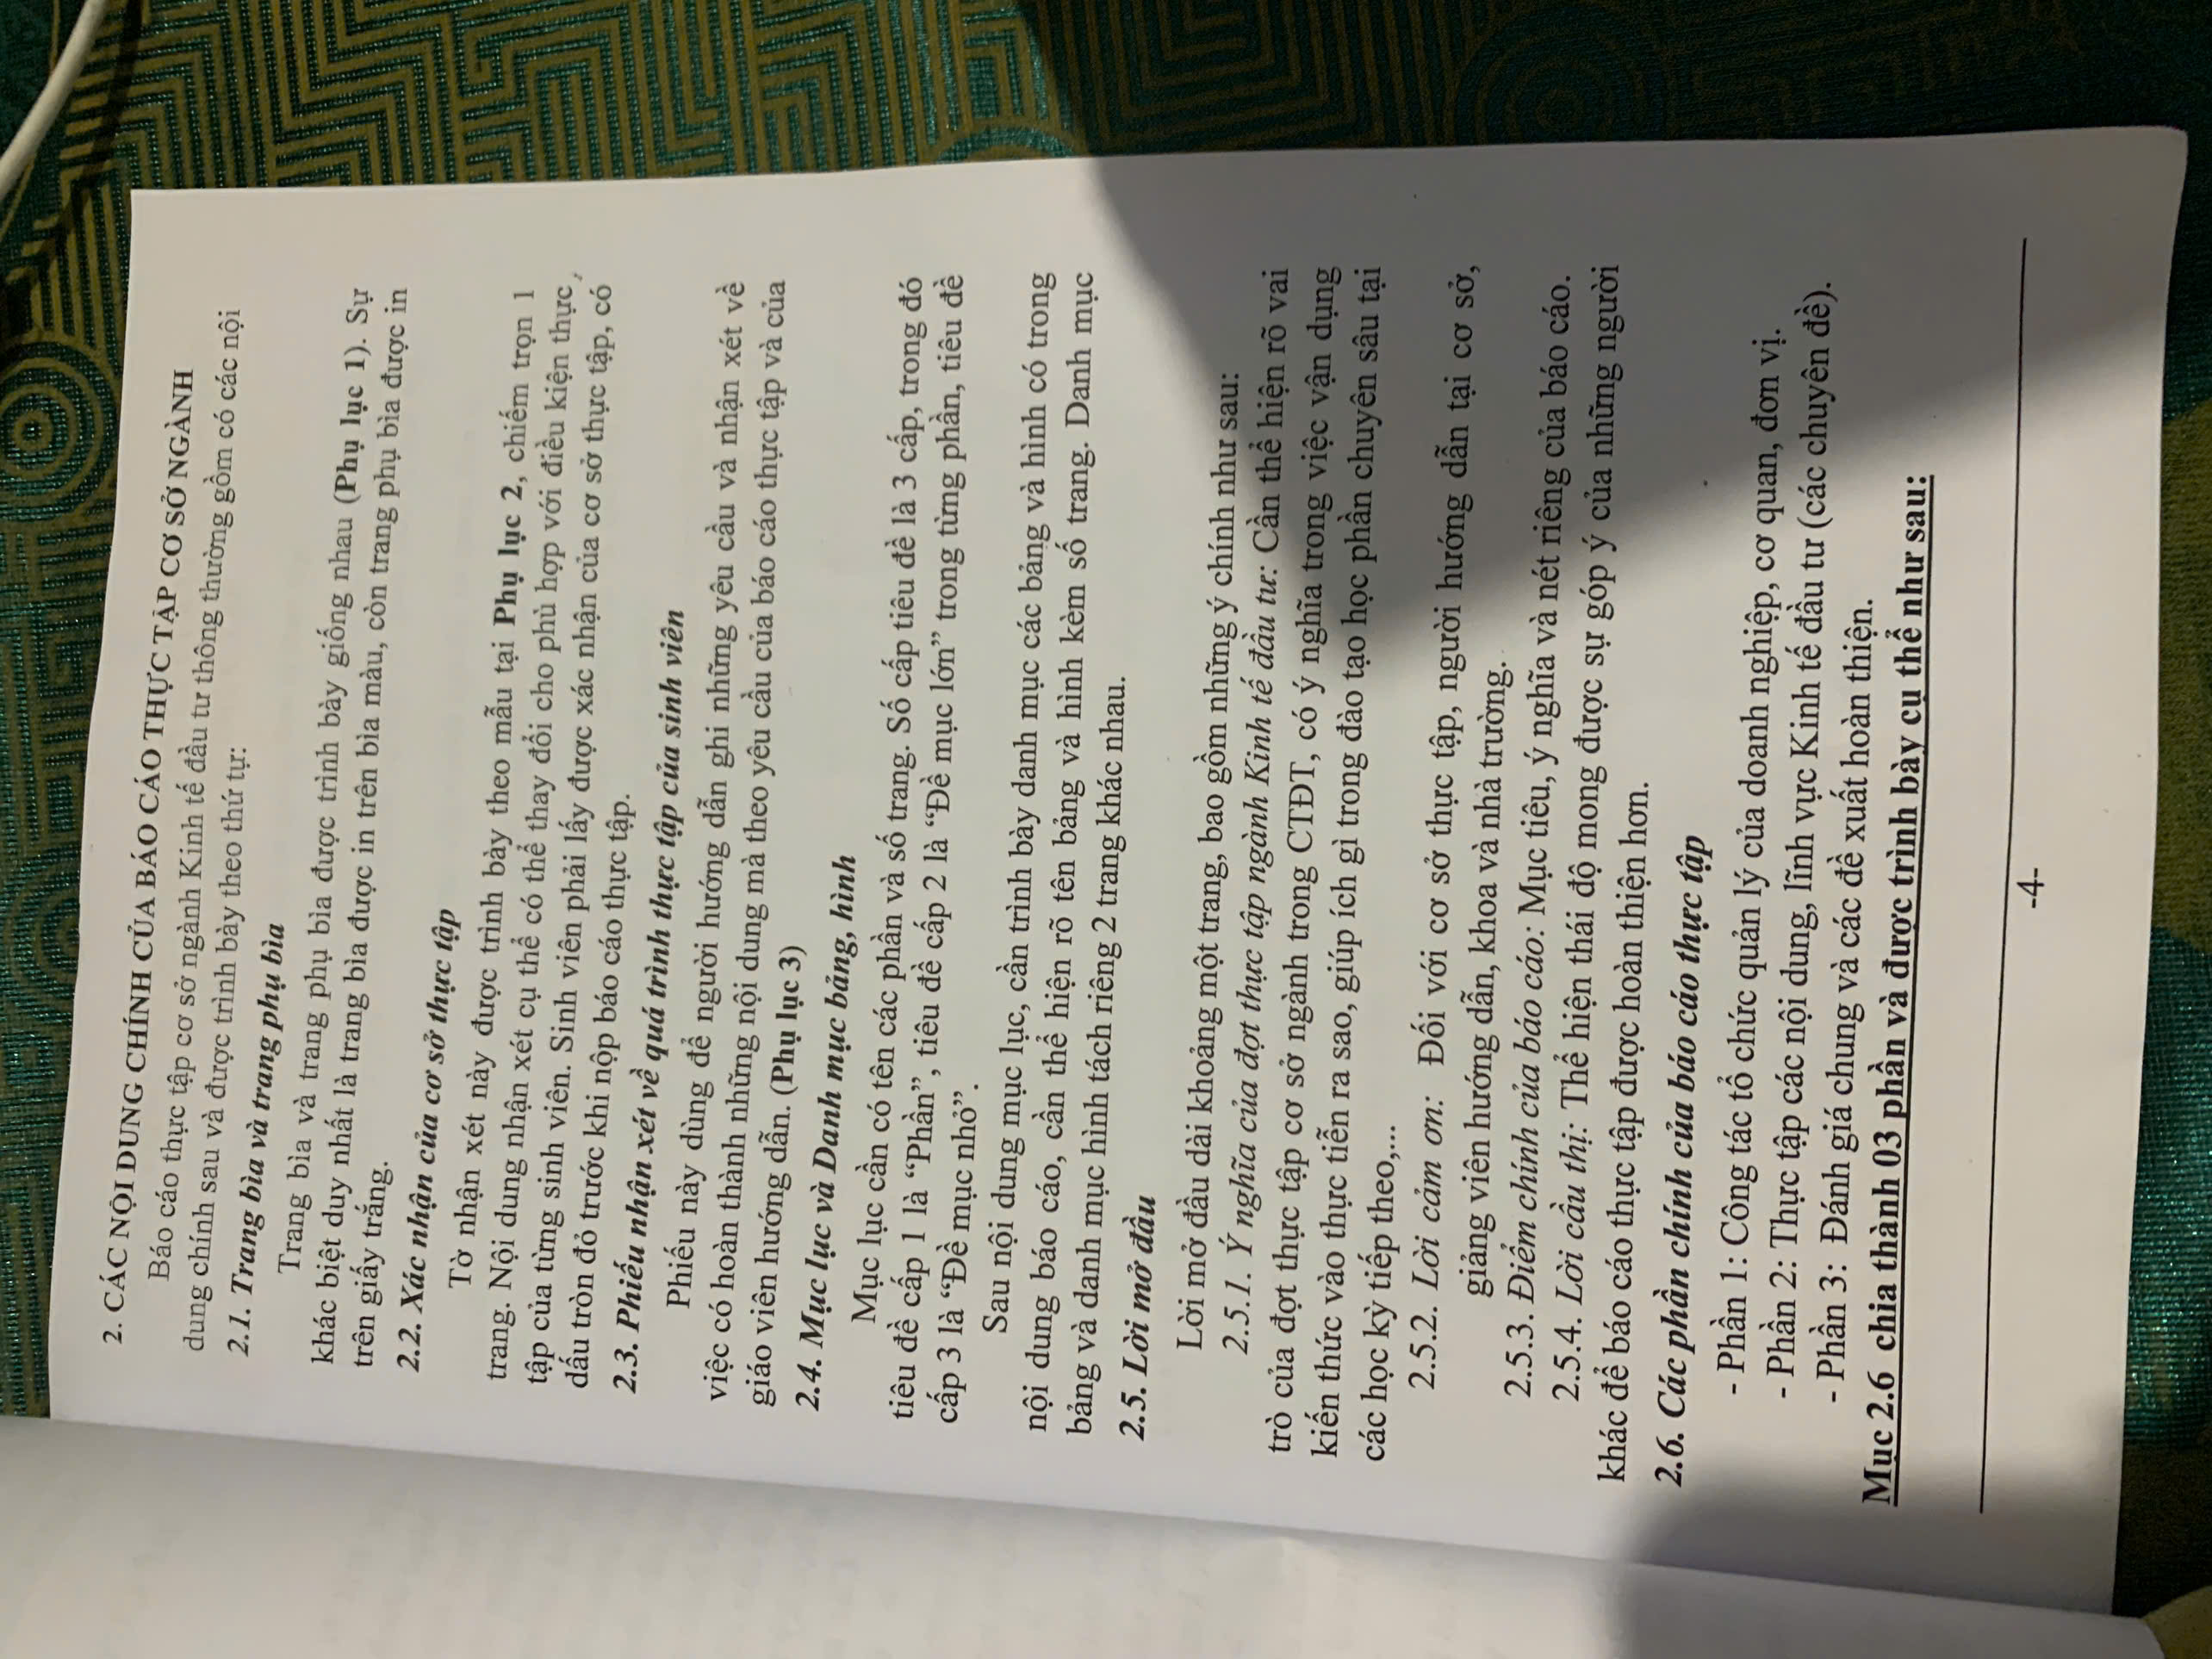 2. CÁC NỘI DUNG CHÍNH CỦA BÁO CÁO THỰC TẬP CƠ SỞ NGÀNH
Báo cáo thực tập cơ sở ngành Kinh tế đầu tư thông thường gồm có các nội
dung chính sau và được trình bày theo thứ tự:
2.1. Trang bìa và trang phụ bìa
Trang bìa và trang phụ bìa được trình bày giống nhau (Phụ lục 1). Sự
khác biệt duy nhất là trang bìa được in trên bìa màu, còn trang phụ bìa được in
trên giấy trắng.
2.2. Xác nhận của cơ sở thực tập
Tờ nhận xét này được trình bày theo mẫu tại Phụ lục 2, chiếm trọn 1
trang. Nội dung nhận xét cụ thể có thể thay đổi cho phù hợp với điều kiện thực
tập của từng sinh viên. Sinh viên phải lấy được xác nhận của cơ sở thực tập, có
dấu tròn đỏ trước khi nộp báo cáo thực tập.
2.3. Phiếu nhận xét về quá trình thực tập của sinh viên
Phiếu này dùng để người hướng dẫn ghi những yêu cầu và nhận xét về
việc có hoàn thành những nội dung mà theo yêu cầu của báo cáo thực tập và của
giáo viên hướng dẫn. (Phụ lục 3)
2.4. Mục lục và Danh mục bảng, hình
Mục lục cần có tên các phần và số trang. Số cấp tiêu đề là 3 cấp, trong đó
tiêu đề cấp 1 là “Phần”, tiêu đề cấp 2 là “Đề mục lớn” trong từng phần, tiêu đề
cấp 3 là “Đề mục nhỏ”.
Sau nội dung mục lục, cần trình bày danh mục các bảng và hình có trong
nội dung báo cáo, cần thể hiện rõ tên bảng và hình kèm số trang. Danh mục
bảng và danh mục hình tách riêng 2 trang khác nhau.
2.5. Lời mở đầu
Lời mở đầu dài khoảng một trang, bao gồm những ý chính như sau:
2.5.1. Ý nghĩa của đợt thực tập ngành Kinh tế đầu tư: Cần thể hiện rõ vai
trò của đợt thực tập cơ sở ngành trong CTĐT, có ý nghĩa trong việc vận dụng
kiến thức vào thực tiễn ra sao, giúp ích gì trong đào tạo học phần chuyên sâu tại
các học kỳ tiếp theo,...
2.5.2. Lời cảm ơn: Đối với cơ sở thực tập, người hướng dẫn tại cơ sở,
giảng viên hướng dẫn, khoa và nhà trường.
2.5.3. Điểm chính của báo cáo: Mục tiêu, ý nghĩa và nét riêng của báo cáo.
2.5.4. Lời cầu thị: Thể hiện thái độ mong được sự góp ý của những người
khác để báo cáo thực tập được hoàn thiện hơn.
2.6. Các phần chính của báo cáo thực tập
- Phần 1: Công tác tổ chức quản lý của doanh nghiệp, cơ quan, đơn vị.
- Phần 2: Thực tập các nội dung, lĩnh vực Kinh tế đầu tư (các chuyên đề).
- Phần 3: Đánh giá chung và các đề xuất hoàn thiện.
Mục 2.6 chia thành 03 phần và được trình bày cụ thể như sau:
-4-